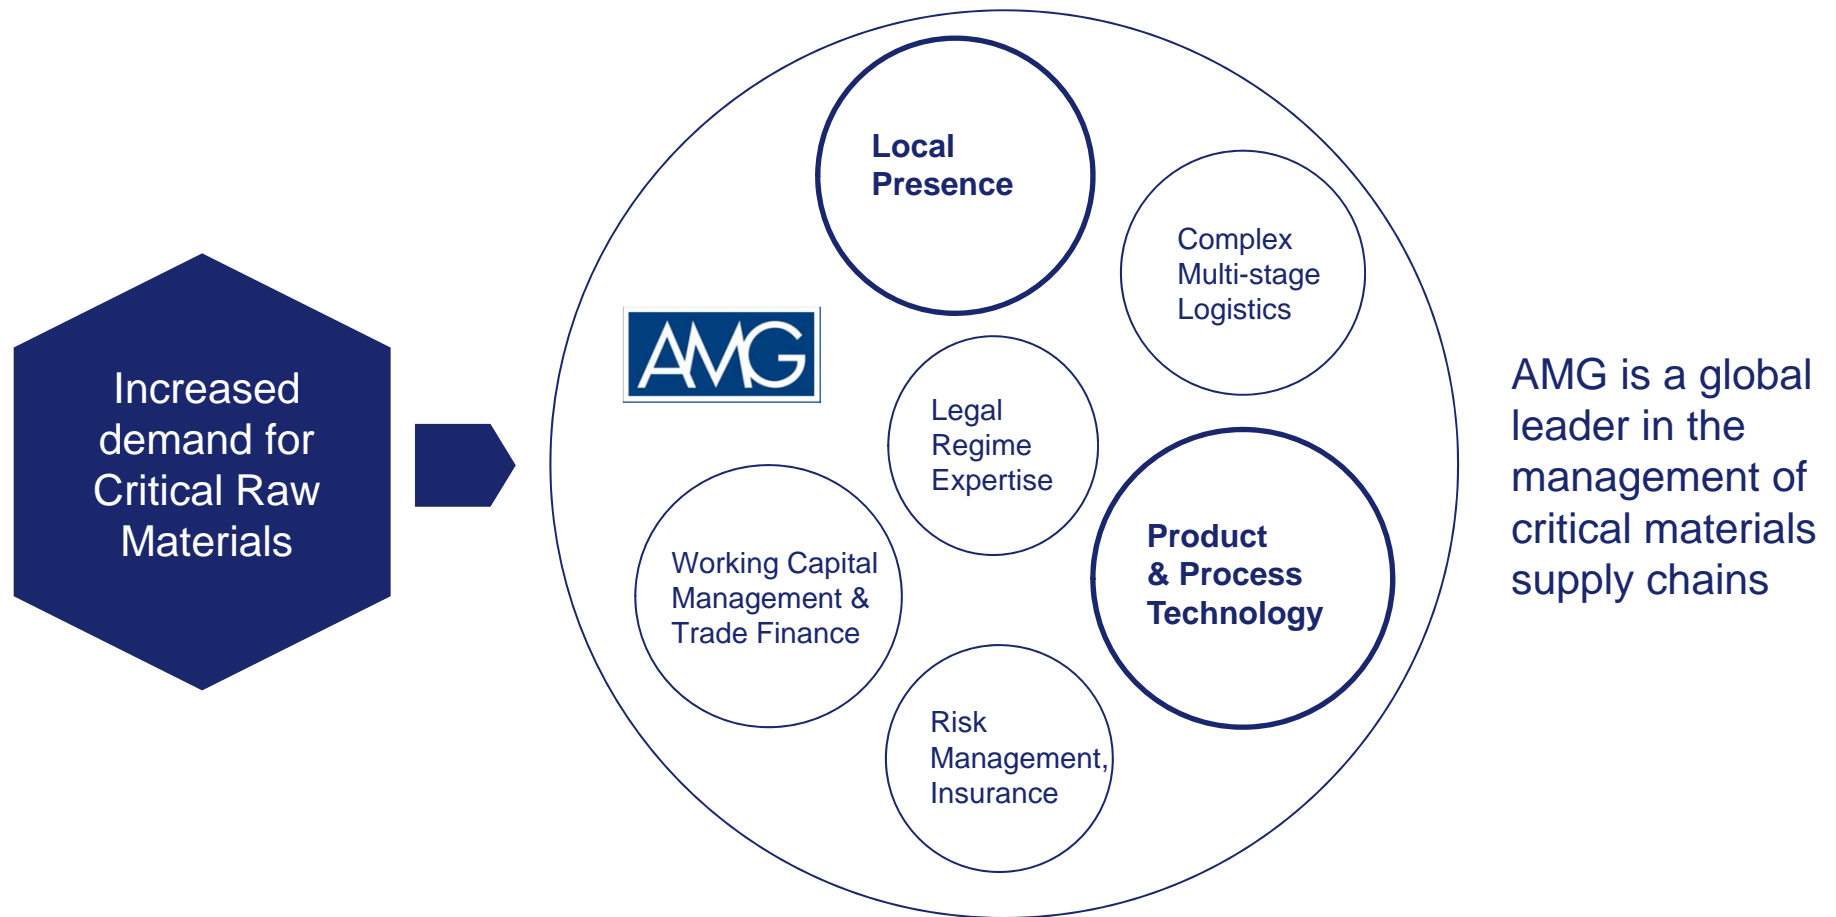 Increased
demand for
Critical Raw
Materials
AMG
Local
Presence
Complex
Multi-stage
Logistics
Legal
Regime
Expertise
Working Capital
Management &
Trade Finance
Product
& Process
Technology
Risk
Management,
Insurance
AMG is a global
leader in the
management of
critical materials
supply chains